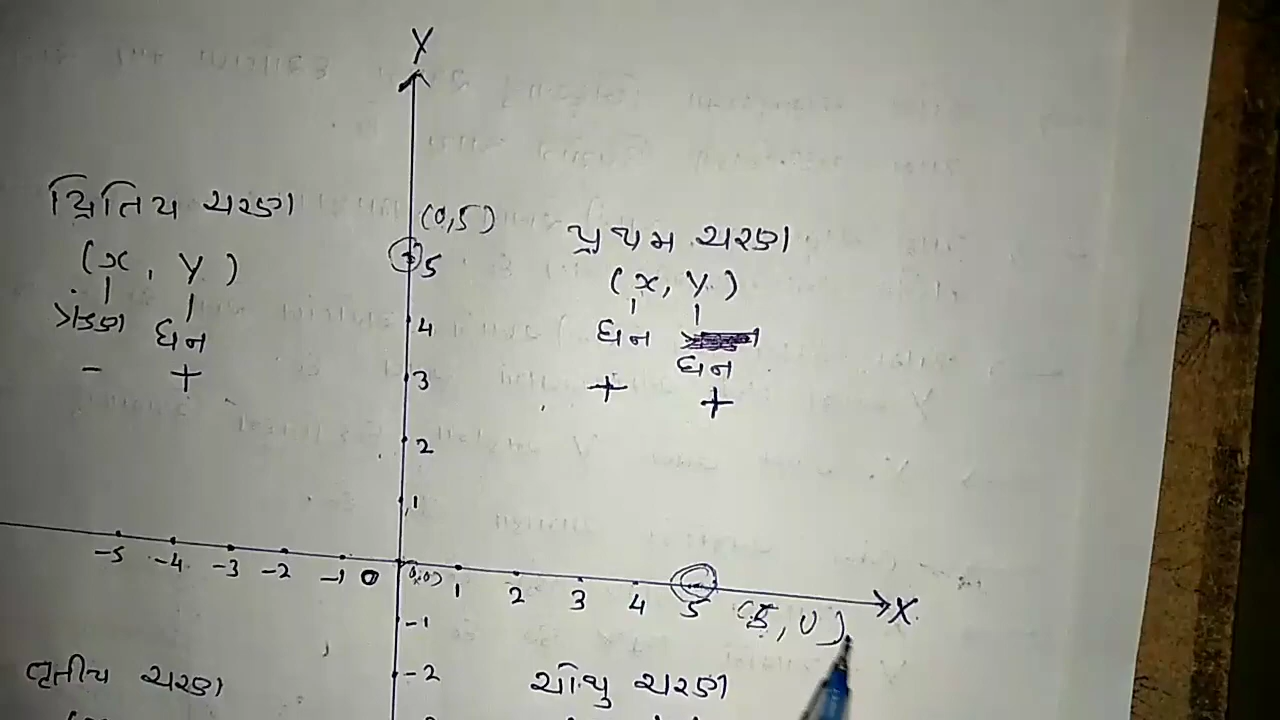 Y
દ્વિતિય ચરણ
(x, y)
ઋણ ધન
- +
(0,5)
પ્રથમ ચરણ
(x, y)
ધન
ધન
+ +
5
4
3
2
1
-5 -4 -3 -2 -1 0 (0,0) 1 2 3 4 5 X
(5, 0)
-1
-2
તૃતીય ચરણ
ચોથુ ચરણ